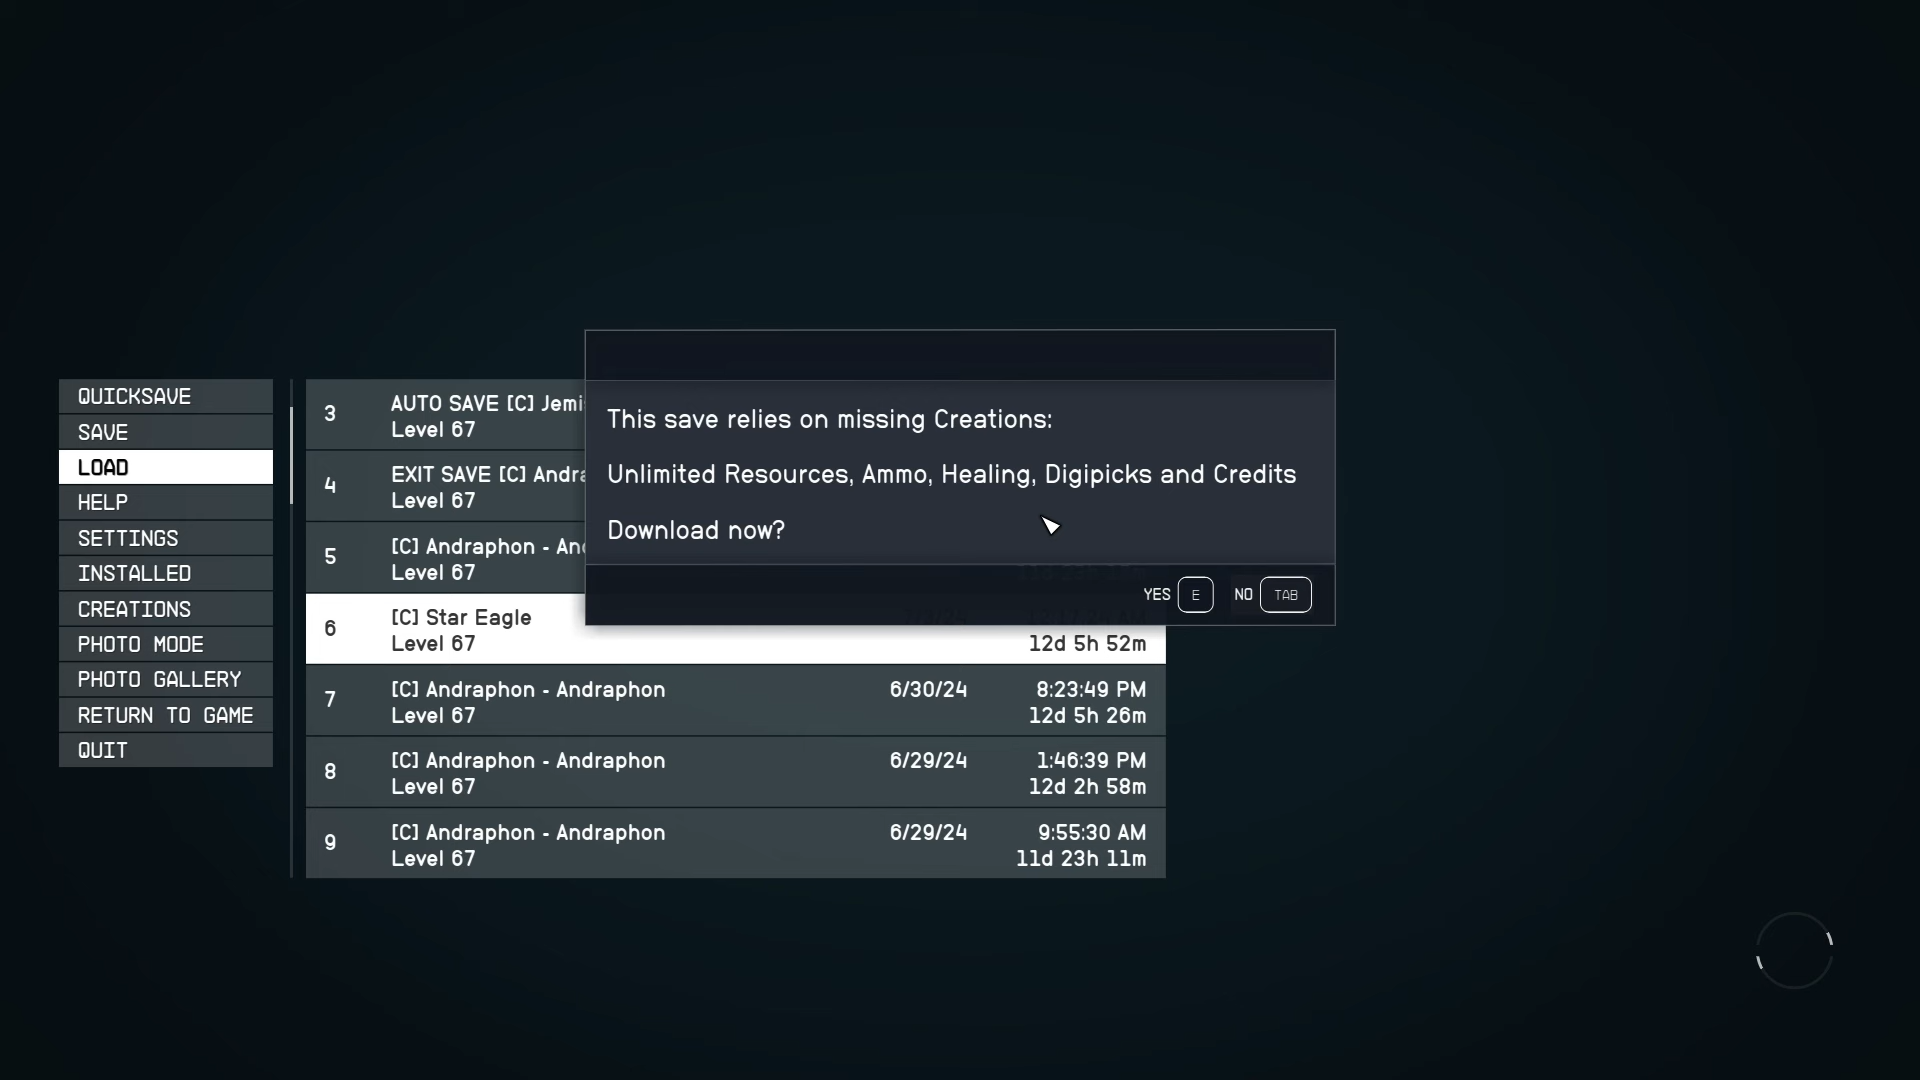 QUICKSAVE
SAVE
LOAD
HELP
SETTINGS
INSTALLED
CREATIONS
PHOTO MODE
PHOTO GALLERY
RETURN TO GAME
QUIT
3
AUTO SAVE [C] Jemi
Level 67
4
EXIT SAVE [C] Andra
Level 67
5
[C] Andraphon - And
Level 67
6
[C] Star Eagle
Level 67
12d 5h 52m
7
[C] Andraphon - Andraphon
6/30/24
8:23:49 PM
Level 67
12d 5h 26m
8
[C] Andraphon - Andraphon
6/29/24
1:46:39 PM
Level 67
12d 2h 58m
9
[C] Andraphon - Andraphon
6/29/24
9:55:30 AM
Level 67
11d 23h 11m
This save relies on missing Creations:
Unlimited Resources, Ammo, Healing, Digipicks and Credits
Download now?
YES E NO TAB